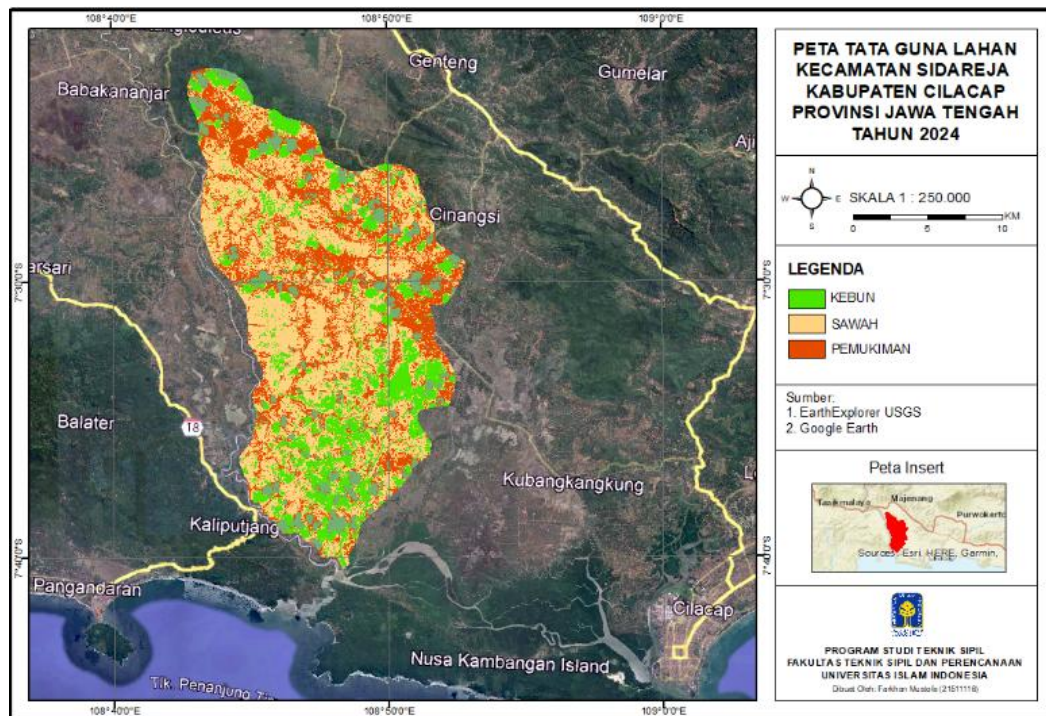 108°40'0"E
108°50'0"E
109°0'0"E
Genteng
Gumelar
Babakananjar
Cinangsi
arsari
7°30'0"S
7°30'0"S
Balater
18
Kubangkangkung
Kaliputjang
7°40'0"S
7°40'0"S
Pangandaran
Cilacap
Nusa Kambangan Island
Tlk. Penanjung
108°40'0"E
108°50'0"E
109°0'0"E
PETA TATA GUNA LAHAN
KECAMATAN SIDAREJA
KABUPATEN CILACAP
PROVINSI JAWA TENGAH
TAHUN 2024
N
W
E
S
SKALA 1 : 250.000
KM
0
5
10
LEGENDA
KEBUN
SAWAH
PEMUKIMAN
Sumber:
1. EarthExplorer USGS
2. Google Earth
Peta Insert
Tasikmalaya
Majenang
Purwokerto
Sources: Esri, HERE, Garmin,
PROGRAM STUDI TEKNIK SIPIL
FAKULTAS TEKNIK SIPIL DAN PERENCANAAN
UNIVERSITAS ISLAM INDONESIA